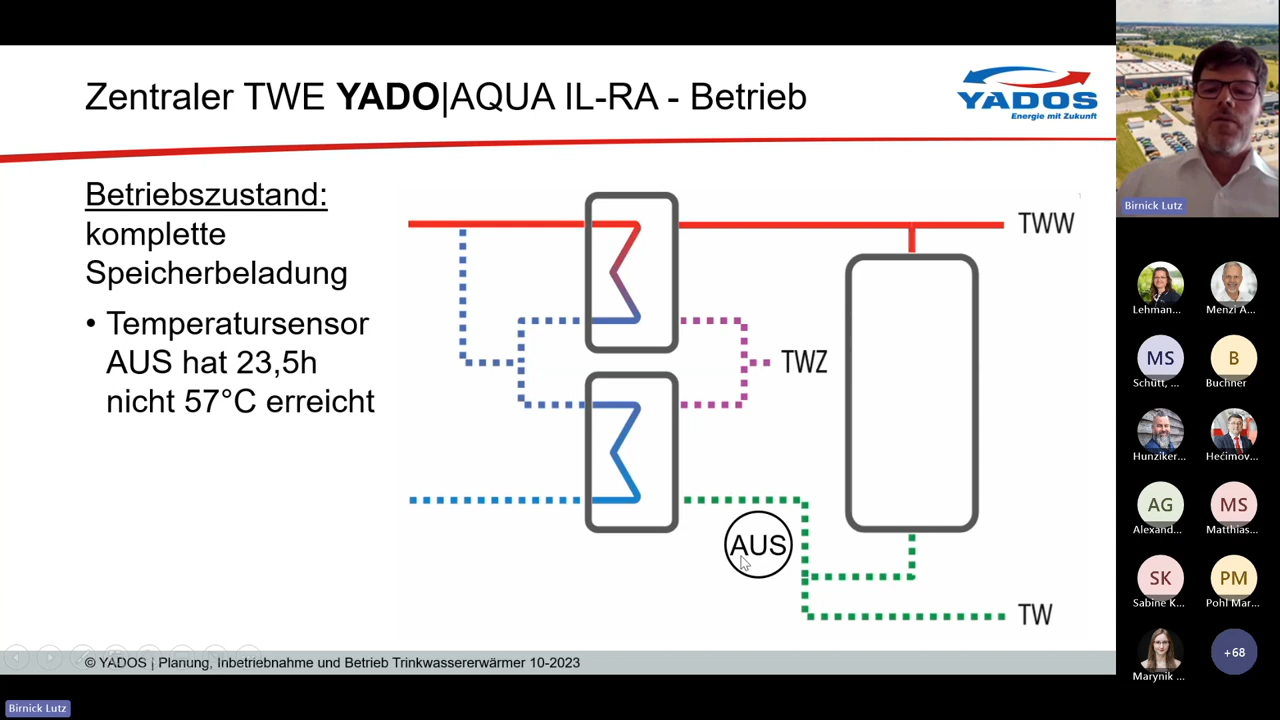 Zentraler TWE YADO|AQUA IL-RA - Betrieb
YADOS
Energie mit Zukunft
Betriebszustand:
komplette
Speicherbeladung
• Temperatursensor
AUS hat 23,5h
nicht 57°C erreicht
1
TWW
TWZ
AUS
TW
© YADOS | Planung, Inbetriebnahme und Betrieb Trinkwassererwärmer 10-2023
Birnick Lutz
Birnick Lutz
Lehman...
Menzi A...
MS
B
Schütt, ...
Buchner
Hunziker...
Hećimov...
AG
MS
Alexand...
Matthias...
SK
PM
Sabine K...
Pohl Mar...
Marynik ...
+68